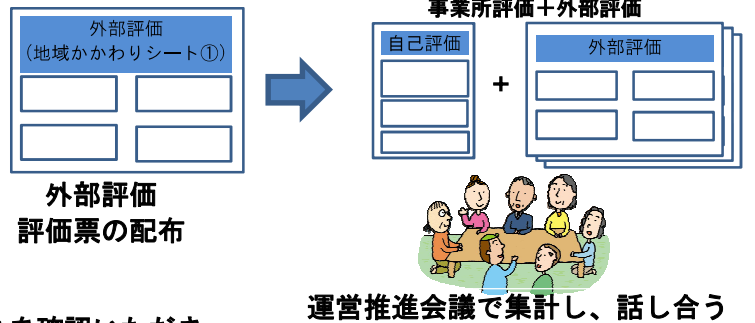 外部評価
（地域かかわりシート①）
外部評価
評価票の配布
事業所評価＋外部評価
自己評価
+
外部評価
運営推進会議で集計し、話し合う